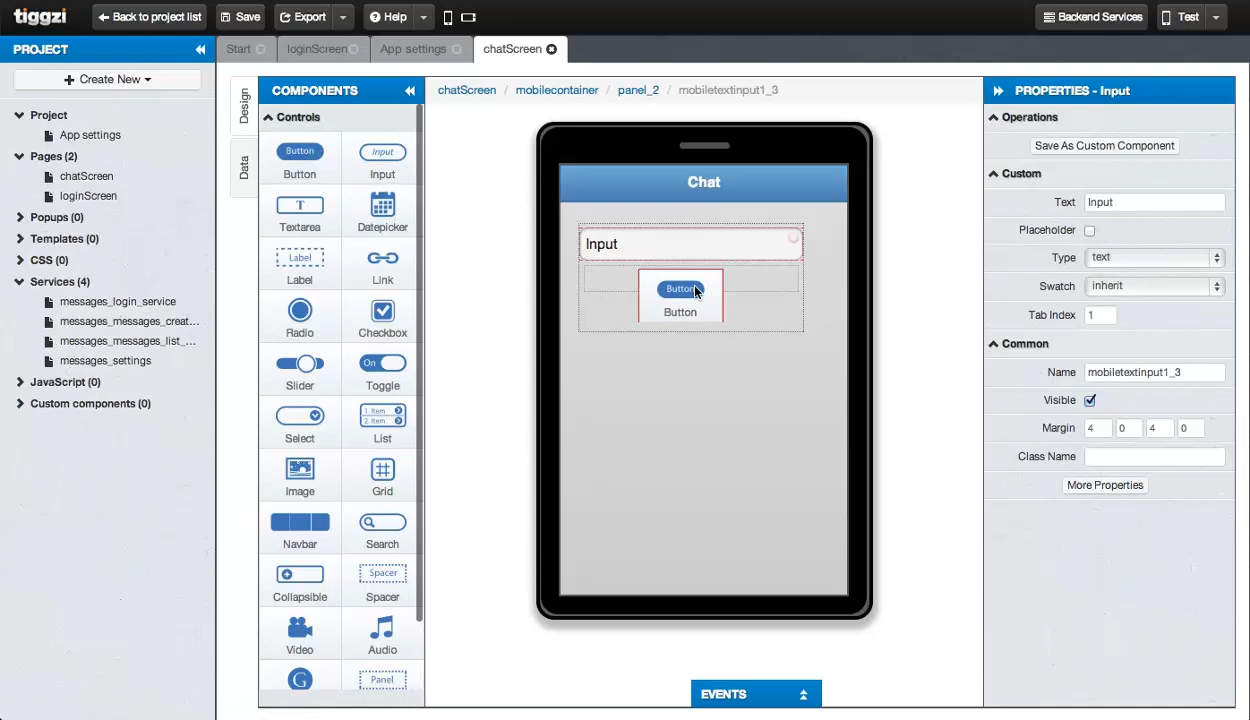 tiggzi
Back to project list
Save
Export
Help
Backend Services
Test
PROJECT
Start
loginScreen
App settings
chatScreen
Create New
Project
App settings
Pages (2)
chatScreen
loginScreen
Popups (0)
Templates (0)
CSS (0)
Services (4)
messages_login_service
messages_messages_creat...
messages_messages_list_...
messages_settings
JavaScript (0)
Custom components (0)
Design
Data
COMPONENTS
Controls
Button
Button
Input
Input
T
Textarea
Datepicker
Label
Label
Link
Radio
Checkbox
Slider
On
Toggle
Select
1. Item
2. Item
List
Image
Grid
Navbar
Search
Collapsible
Spacer
Spacer
Video
Audio
G
Panel
chatScreen / mobilecontainer / panel_2 / mobiletextinput1_3
Chat
Input
Button
Button
EVENTS
PROPERTIES - Input
Operations
Save As Custom Component
Custom
Text Input
Placeholder
Type text
Swatch inherit
Tab Index 1
Common
Name mobiletextinput1_3
Visible
Margin 4 0 4 0
Class Name
More Properties